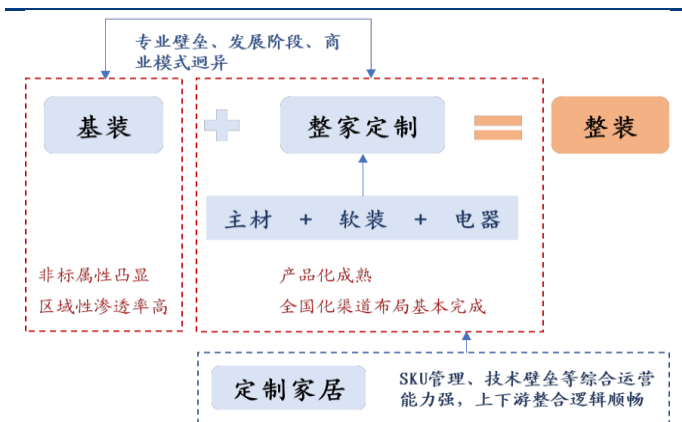 专业壁垒、发展阶段、商
业模式迥异
基装
整家定制
整装
主材 + 软装 + 电器
非标属性凸显
区域性渗透率高
产品化成熟
全国化渠道布局基本完成
定制家居
SKU管理、技术壁垒等综合运营
能力强，上下游整合逻辑顺畅